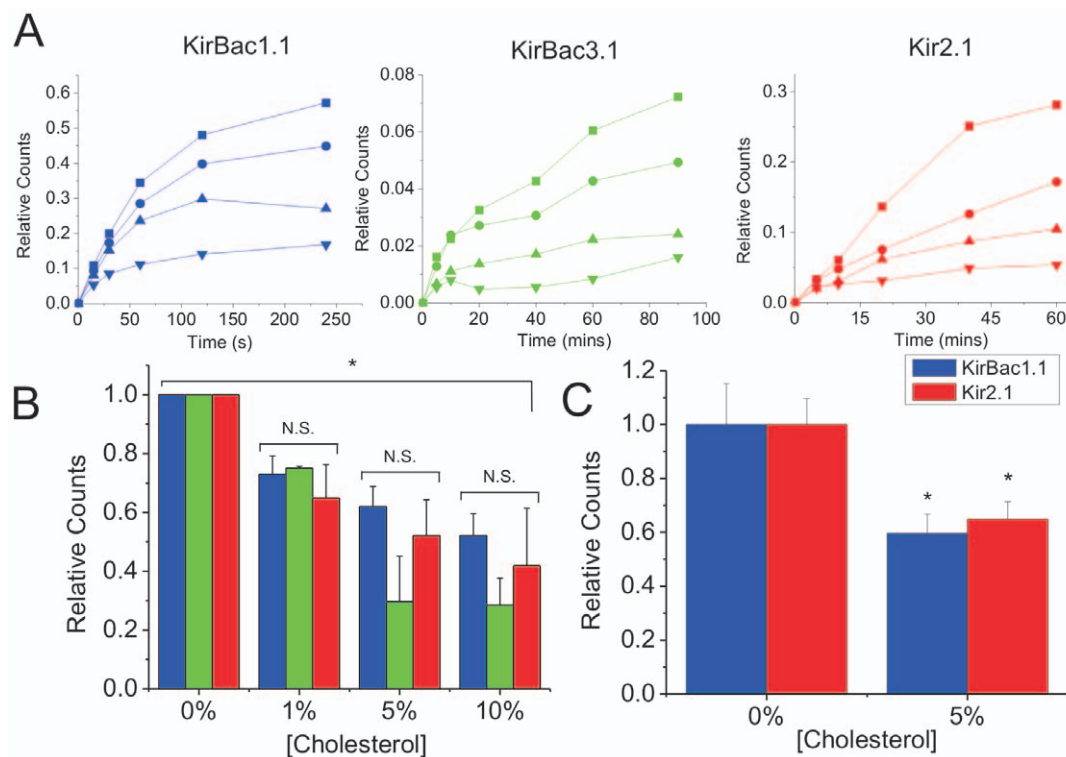 A
KirBac1.1
KirBac3.1
Kir2.1
Relative Counts
0.6
0.5
0.4
0.3
0.2
0.1
0.0
0 50 100 150 200 250
Time (s)
Relative Counts
0.08
0.06
0.04
0.02
0.00
0 20 40 60 80 100
Time (mins)
Relative Counts
0.3
0.2
0.1
0.0
0 15 30 45 60
Time (mins)
B
*
N.S.
N.S.
N.S.
Relative Counts
1.0
0.8
0.6
0.4
0.2
0.0
0% 1% 5% 10%
[Cholesterol]
C
KirBac1.1
Kir2.1
* *
Relative Counts
1.2
1.0
0.8
0.6
0.4
0.2
0.0
0% 5%
[Cholesterol]